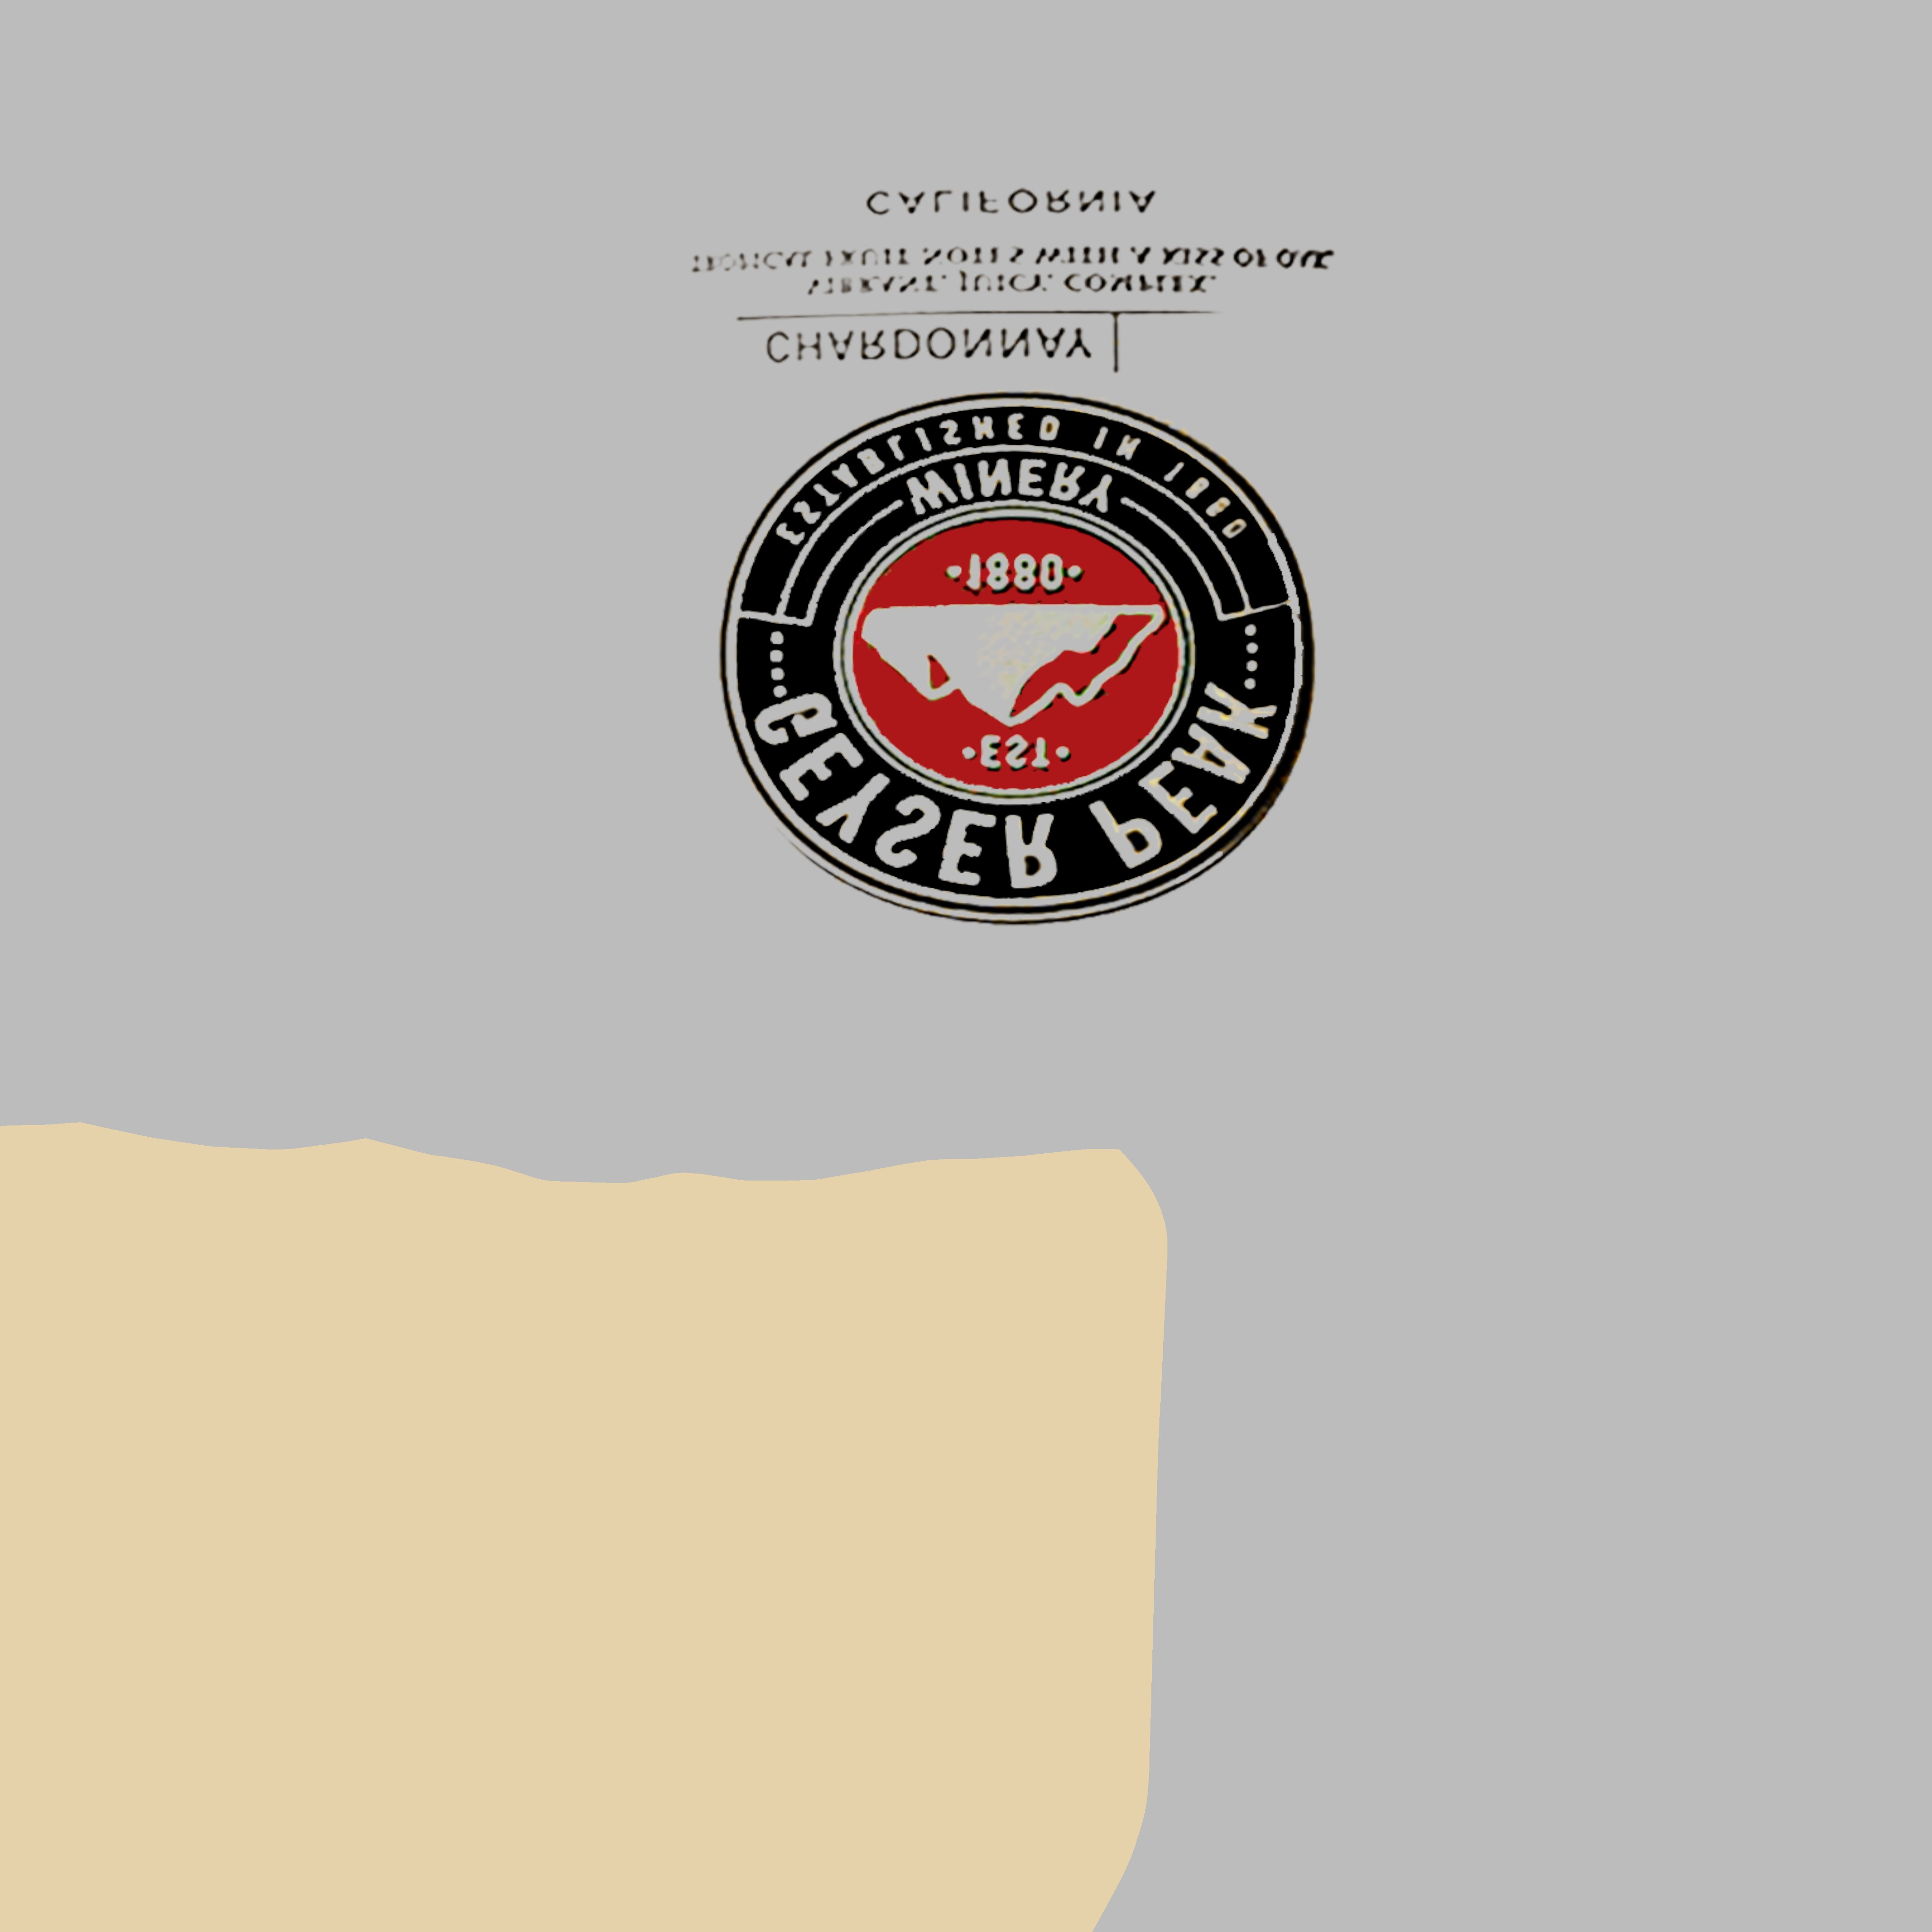 GEYSER PEAK
· EST ·
· 1880 ·
WINERY
ESTABLISHED IN 1880
CHARDONNAY
VIBRANT JUICY COMPLEX
TROPICAL FRUIT NOTES WITH A KISS OF OAK
CALIFORNIA